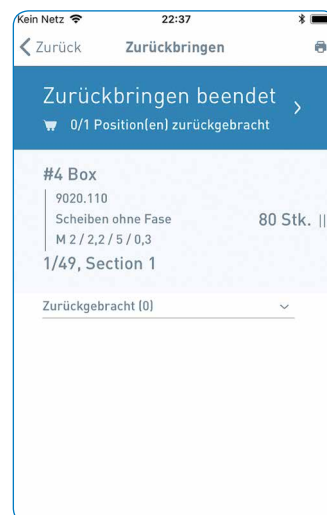 Kein Netz 22:37
Zurück Zurückbringen
Zurückbringen beendet
0/1 Position(en) zurückgebracht
#4 Box
9020.110
Scheiben ohne Fase
80 Stk.
M 2 / 2,2 / 5 / 0,3
1/49, Section 1
Zurückgebracht (0)